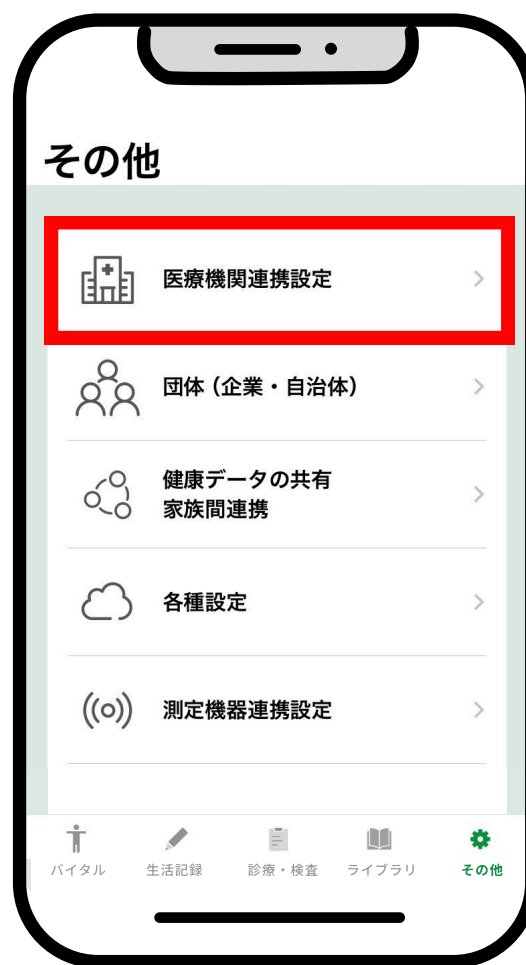 その他
医療機関連携設定
団体（企業・自治体）
健康データの共有
家族間連携
各種設定
測定機器連携設定
バイタル
生活記録
診療・検査
ライブラリ
その他